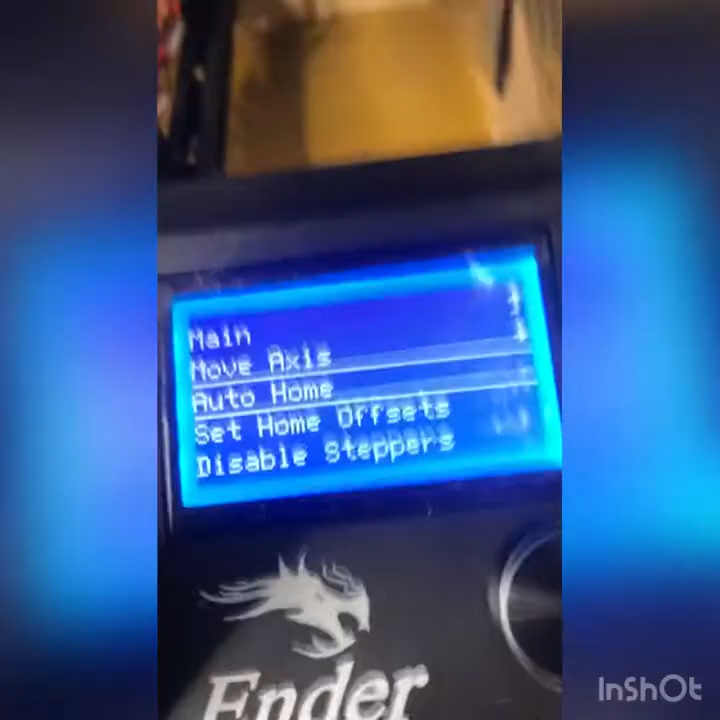 Main
Move Axis
Auto Home
Set Home Offsets
Disable Steppers
Ender
InShOt